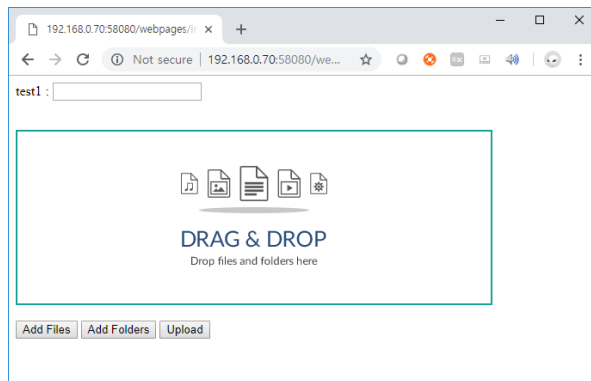 192.168.0.70:58080/webpages/i
Not secure | 192.168.0.70:58080/we...
test1 :
DRAG & DROP
Drop files and folders here
Add Files Add Folders Upload